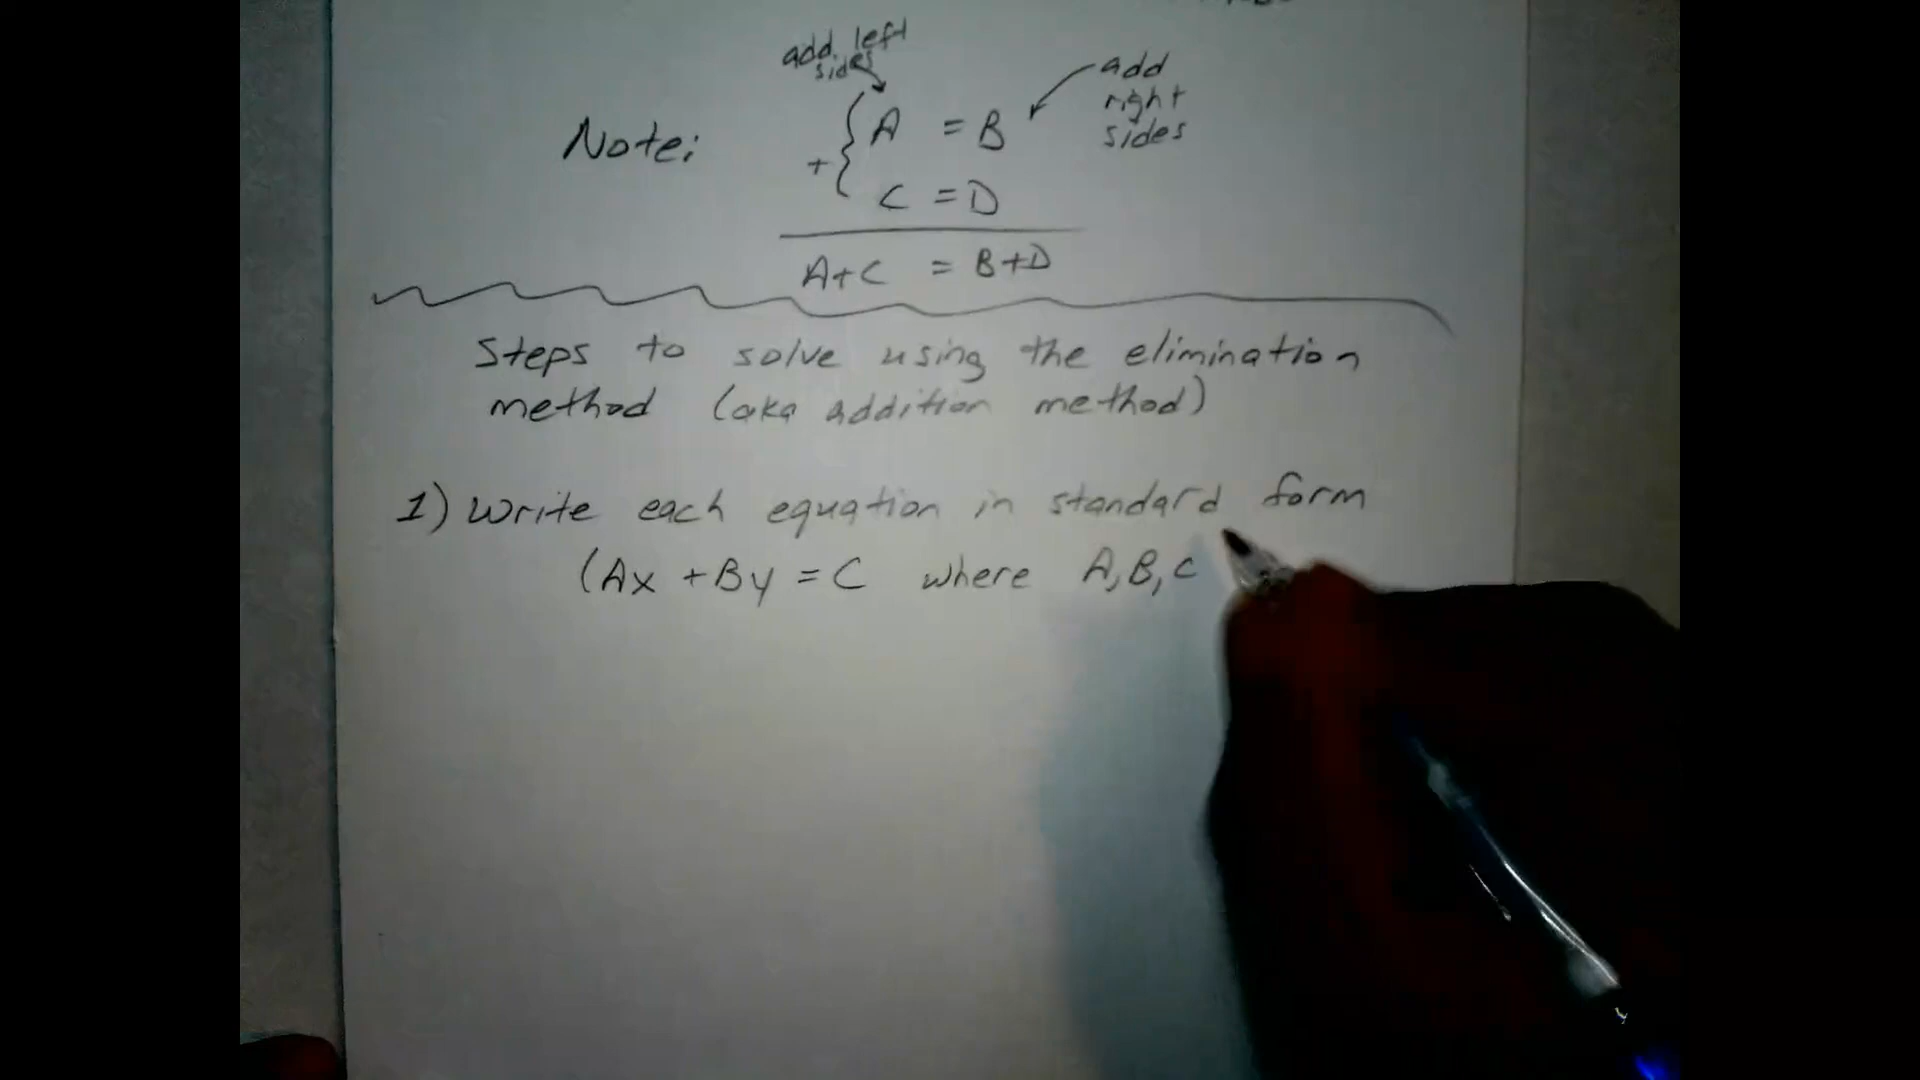 add left
sides
add
right
sides
Note:
A = B
+
C = D
A+C = B+D
Steps to solve using the elimination
method (aka addition method)
1) Write each equation in standard form
(Ax + By = C where A, B, C